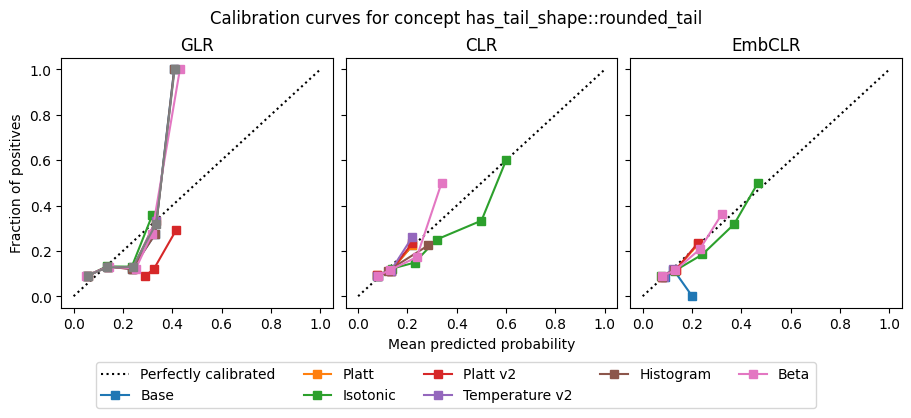 Calibration curves for concept has_tail_shape::rounded_tail
GLR
CLR
EmbCLR
Fraction of positives
1.0
0.8
0.6
0.4
0.2
0.0
0.0 0.2 0.4 0.6 0.8 1.0
0.0 0.2 0.4 0.6 0.8 1.0
0.0 0.2 0.4 0.6 0.8 1.0
Mean predicted probability
Perfectly calibrated
Base
Platt
Isotonic
Platt v2
Temperature v2
Histogram
Beta